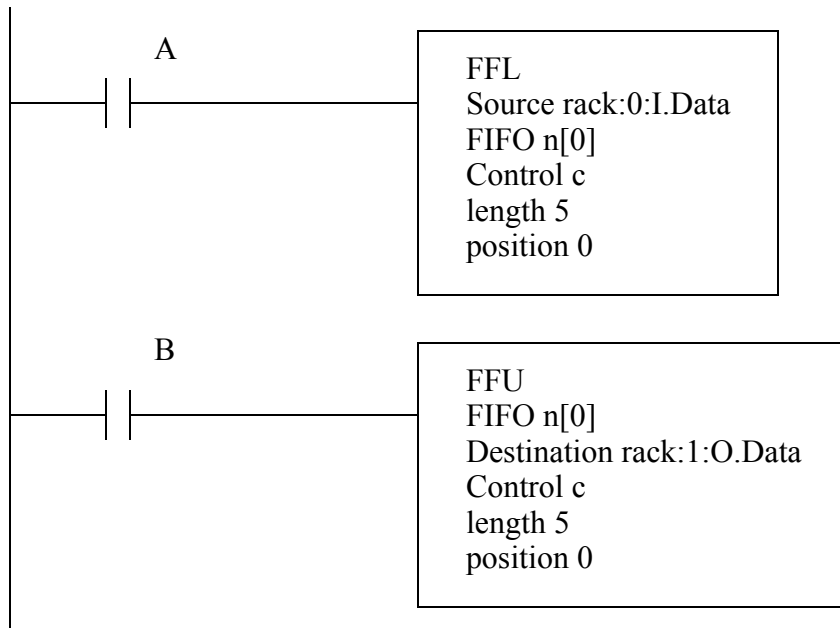 A
FFL
Source rack:0:I.Data
FIFO n[0]
Control c
length 5
position 0
B
FFU
FIFO n[0]
Destination rack:1:O.Data
Control c
length 5
position 0